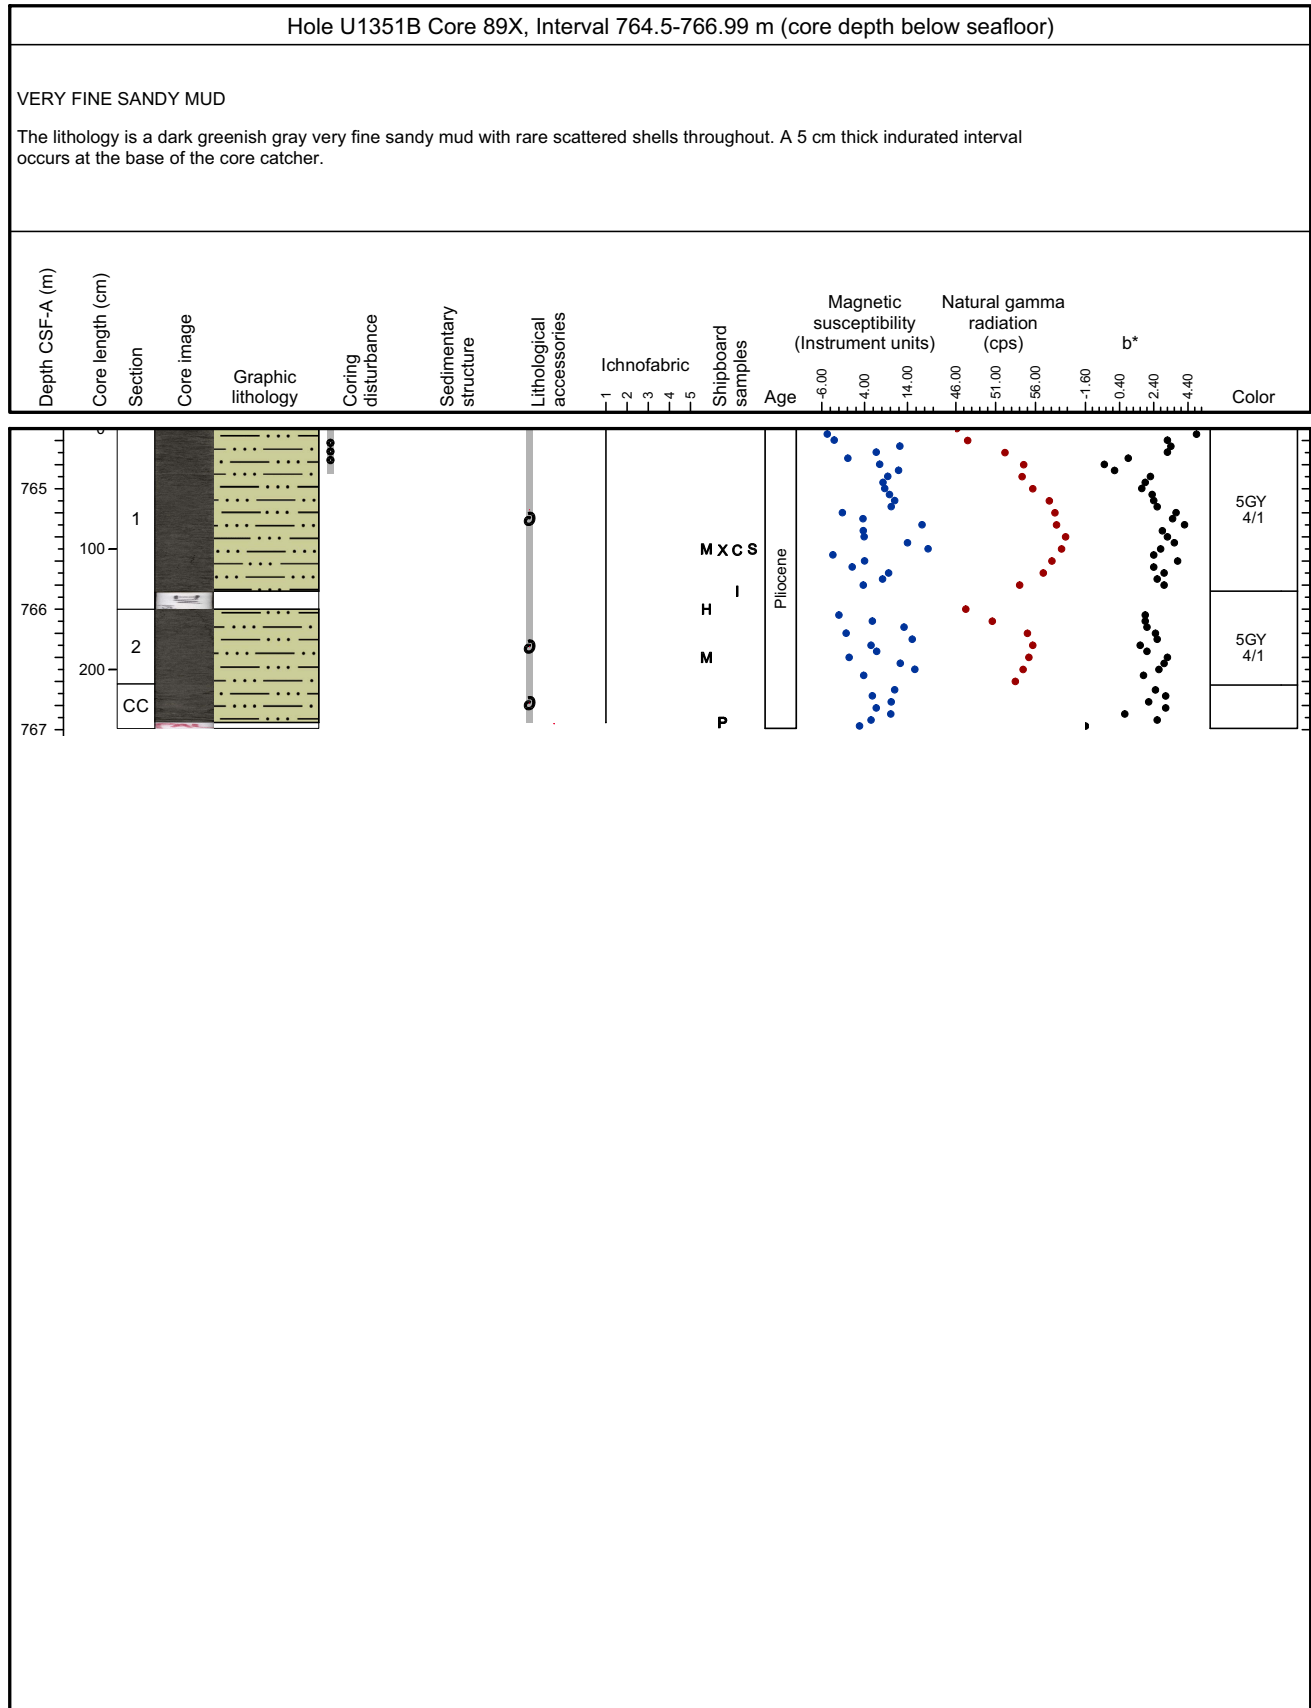 Hole U1351B Core 89X, Interval 764.5-766.99 m (core depth below seafloor)
VERY FINE SANDY MUD
The lithology is a dark greenish gray very fine sandy mud with rare scattered shells throughout. A 5 cm thick indurated interval
occurs at the base of the core catcher.
Depth CSF-A (m)
Core length (cm)
Section
Core image
Graphic
lithology
Coring
disturbance
Sedimentary
structure
Lithological
accessories
Ichnofabric
1 2 3 4 5
Shipboard
samples
Age
Magnetic
susceptibility
(Instrument units)
-6.00 4.00 14.00
Natural gamma
radiation
(cps)
46.00 51.00 56.00
b*
-1.60 0.40 2.40 4.40
Color
0
765
1
5GY
4/1
100
M X C S
Pliocene
I
766
H
2
5GY
4/1
M
200
CC
P
767